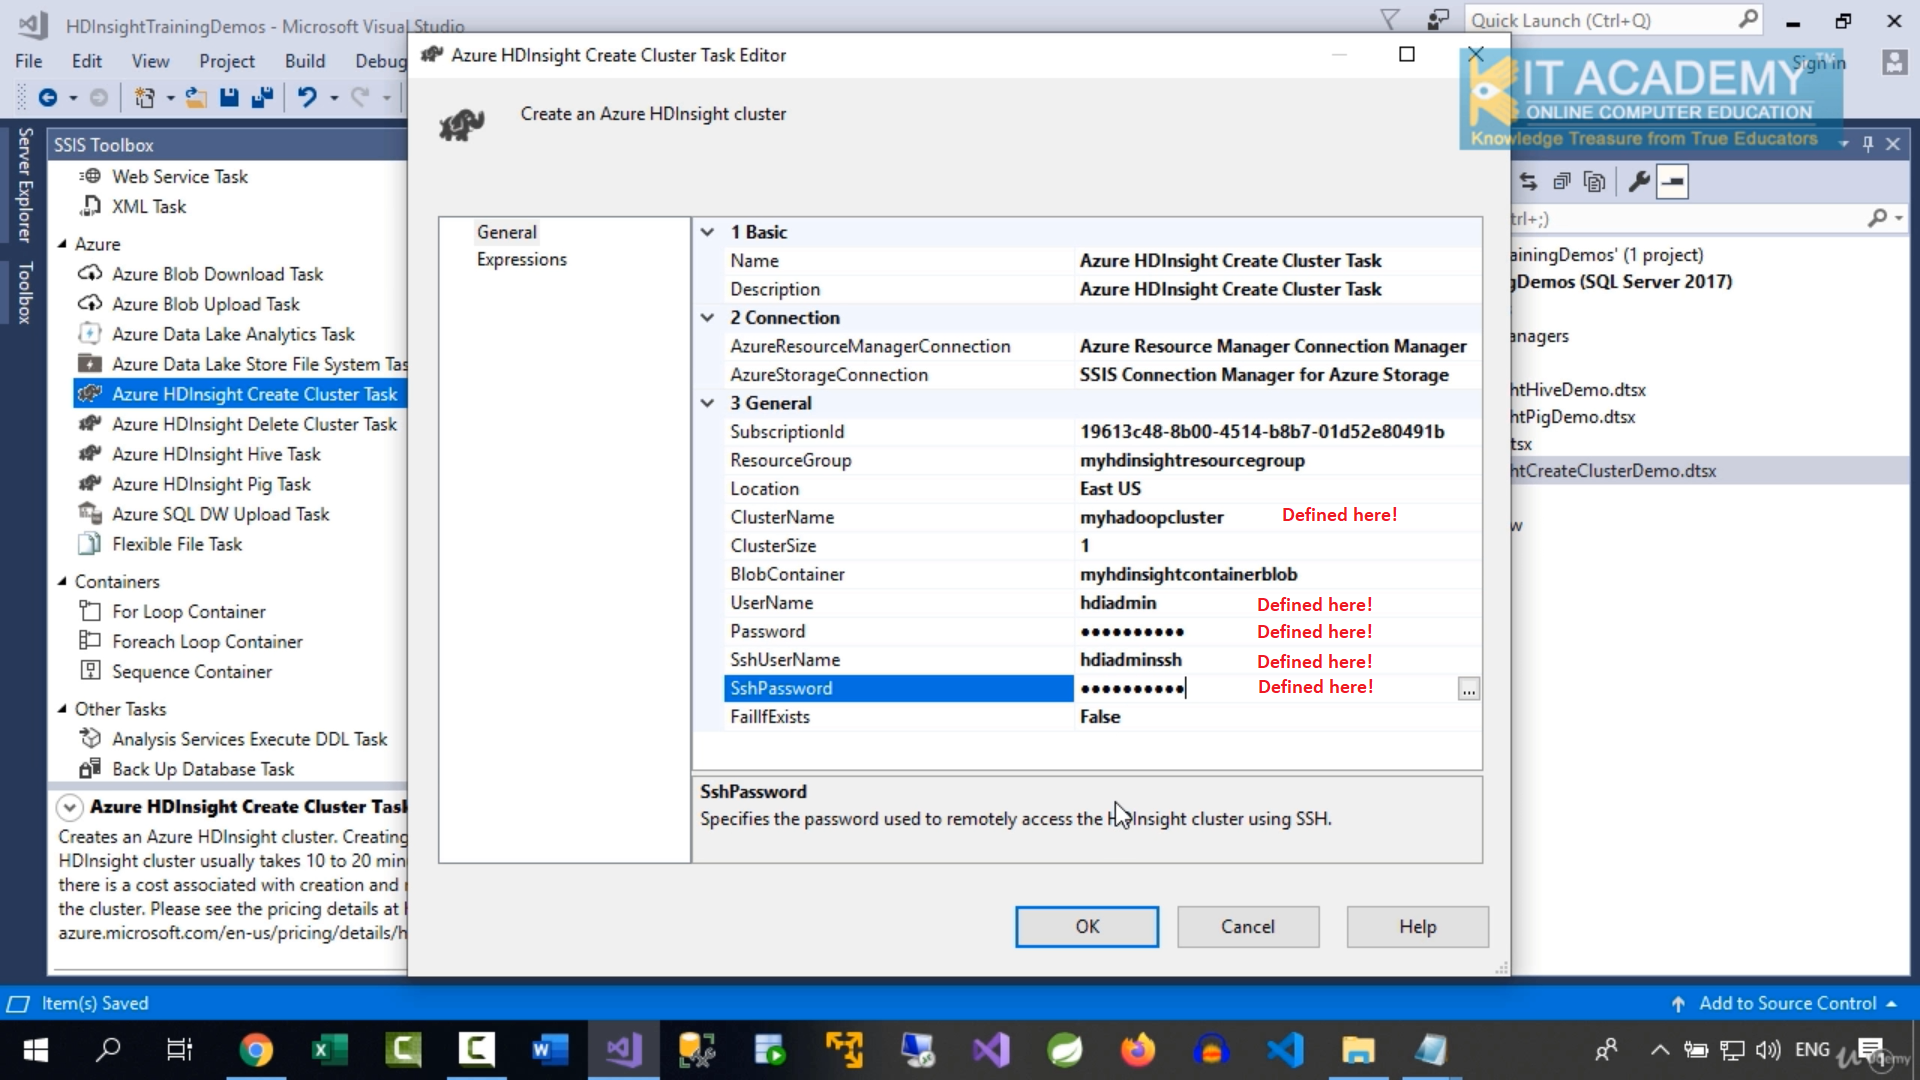 HDInsightTrainingDemos - Microsoft Visual Studio
Quick Launch (Ctrl+Q)
File Edit View Project Build Debug
Sign in
Azure HDInsight Create Cluster Task Editor
KIT ACADEMY™
ONLINE COMPUTER EDUCATION
Knowledge Treasure from True Educators
Create an Azure HDInsight cluster
Server Explorer
Toolbox
SSIS Toolbox
Web Service Task
XML Task
Azure
Azure Blob Download Task
Azure Blob Upload Task
Azure Data Lake Analytics Task
Azure Data Lake Store File System Tas
Azure HDInsight Create Cluster Task
Azure HDInsight Delete Cluster Task
Azure HDInsight Hive Task
Azure HDInsight Pig Task
Azure SQL DW Upload Task
Flexible File Task
Containers
For Loop Container
Foreach Loop Container
Sequence Container
Other Tasks
Analysis Services Execute DDL Task
Back Up Database Task
Azure HDInsight Create Cluster Task
Creates an Azure HDInsight cluster. Creating
HDInsight cluster usually takes 10 to 20 min
there is a cost associated with creation and
the cluster. Please see the pricing details at
azure.microsoft.com/en-us/pricing/details/h
General
Expressions
1 Basic
Name Azure HDInsight Create Cluster Task
Description Azure HDInsight Create Cluster Task
2 Connection
AzureResourceManagerConnection Azure Resource Manager Connection Manager
AzureStorageConnection SSIS Connection Manager for Azure Storage
3 General
SubscriptionId 19613c48-8b00-4514-b8b7-01d52e80491b
ResourceGroup myhdinsightresourcegroup
Location East US
ClusterName myhadoopcluster Defined here!
ClusterSize 1
BlobContainer myhdinsightcontainerblob
UserName hdiadmin Defined here!
Password ●●●●●●●●●● Defined here!
SshUserName hdiadminssh Defined here!
SshPassword ●●●●●●●●●● Defined here! ...
FailIfExists False
SshPassword
Specifies the password used to remotely access the HDInsight cluster using SSH.
OK Cancel Help
trl+;)
ainingDemos' (1 project)
gDemos (SQL Server 2017)
anagers
htHiveDemo.dtsx
htPigDemo.dtsx
tsx
htCreateClusterDemo.dtsx
w
Item(s) Saved
Add to Source Control
ENG
udemy